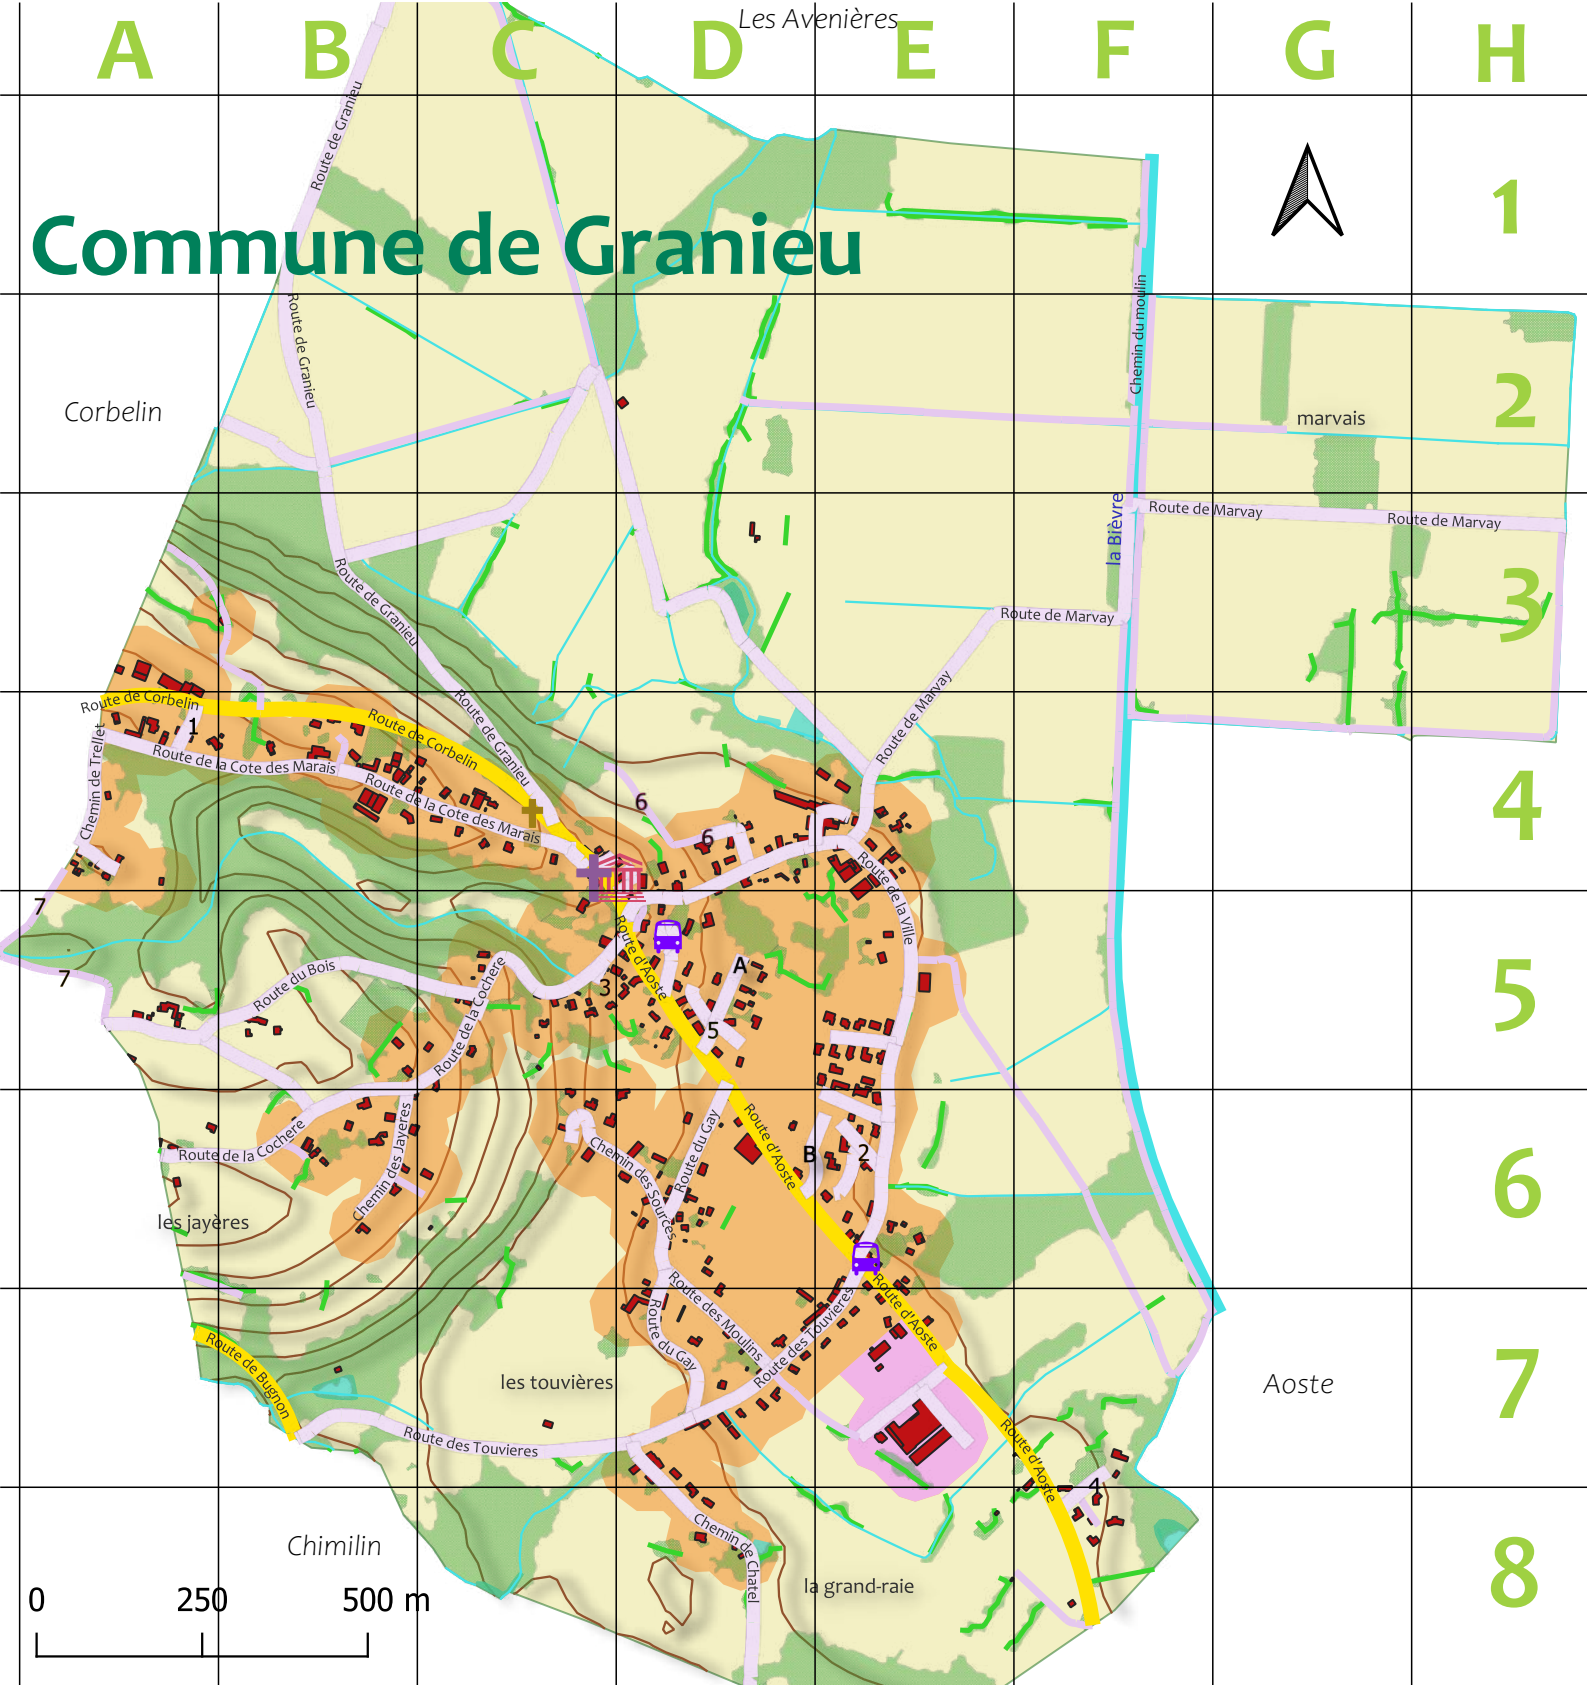 Les Avenières
A B C D E F G H
Route de Granieu
1
Commune de Granieu
Chemin du moulin
Route de Granieu
Corbelin
2
marvais
la Bièvre
Route de Marvay
Route de Marvay
3
Route de Granieu
Route de Marvay
Route de Corbelin
Route de Granieu
Route de Marvay
1
Route de Corbelin
Chemin de Trellet
Route de la Cote des Marais
Route de la Cote des Marais
6
6
4
Route de la Ville
7
7
Route d'Aoste
A
Route du Bois
Route de la Cochere
3
5
5
Route du Gay
Route d'Aoste
Chemin des Jayeres
Route de la Cochere
Chemin des Sources
B
2
6
les jayères
Route des Moulins
Route d'Aoste
Route du Gay
Route des Touvieres
Route de Bugnon
les touvières
7
Aoste
Route des Touvieres
Route d'Aoste
4
Chemin de Chatel
Chimilin
la grand-raie
8
0 250 500 m